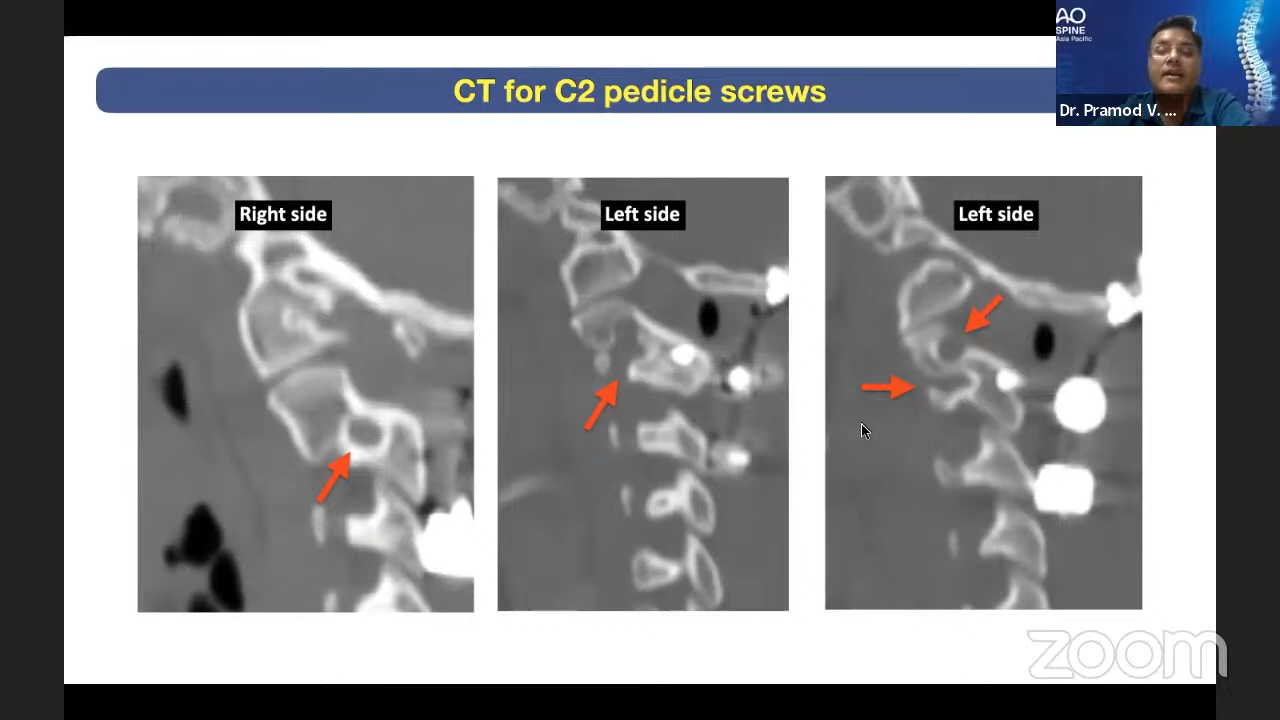 AO
SPINE
Asia Pacific
CT for C2 pedicle screws
Dr. Pramod V. ...
Right side
Left side
Left side
zoom